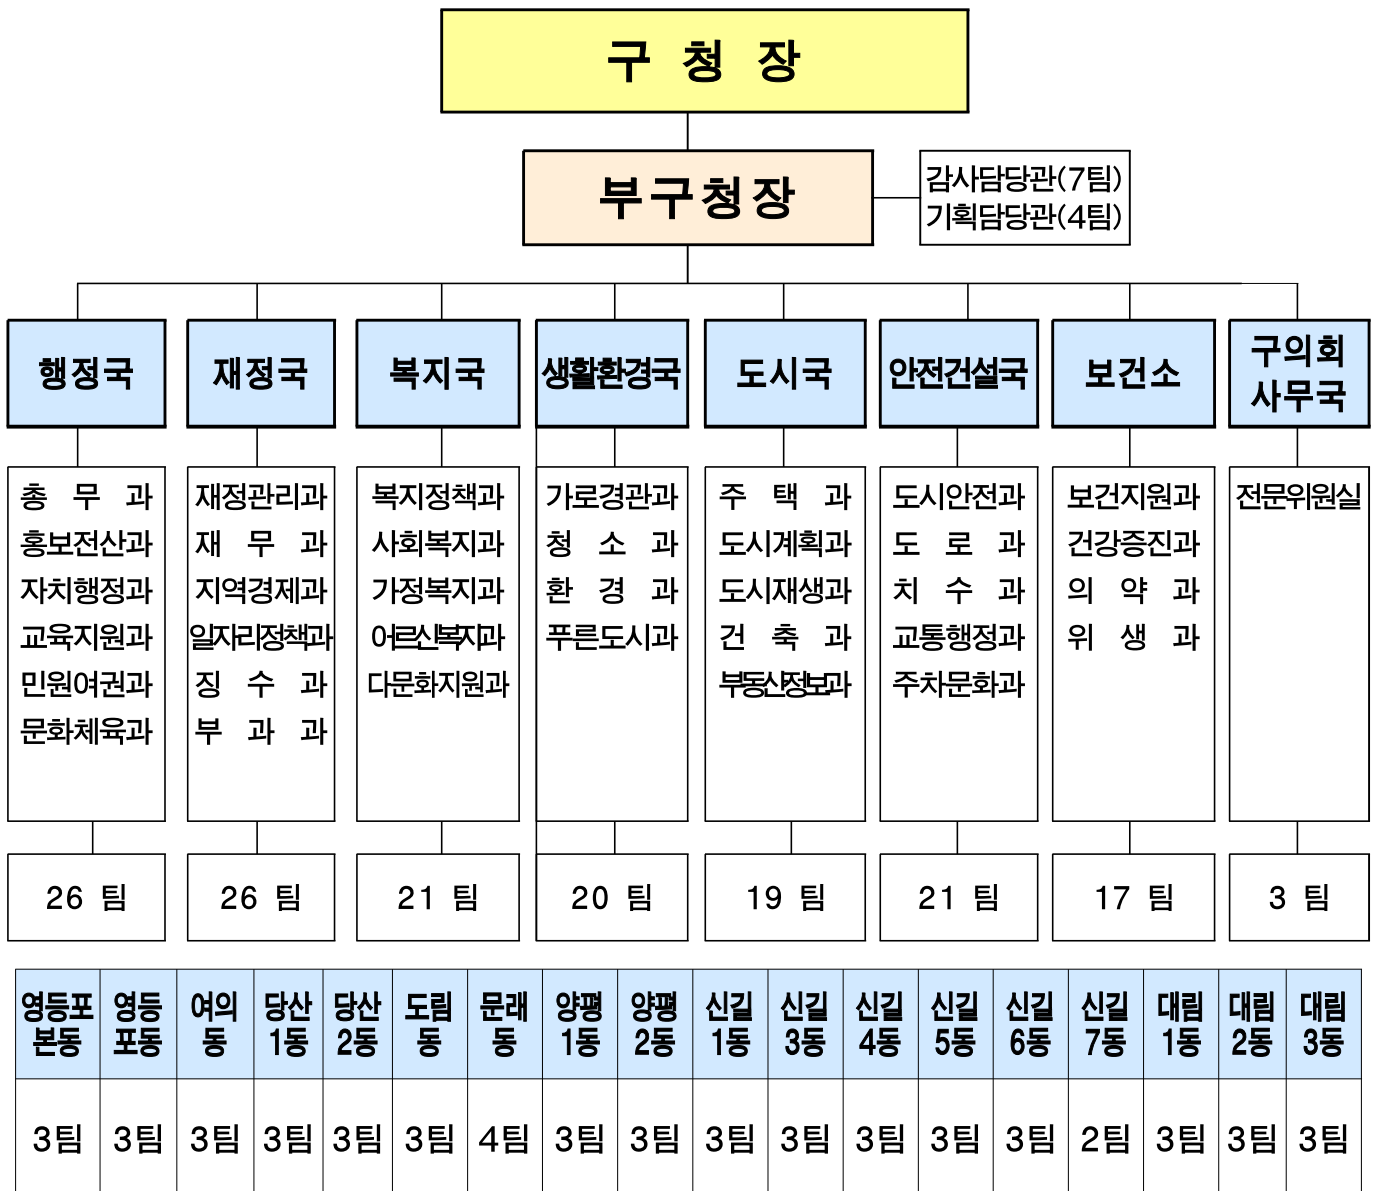 구 청 장
부구청장
감사담당관(7팀)
기획담당관(4팀)
행정국
재정국
복지국
생활환경국
도시국
안전건설국
보건소
구의회
사무국
총 무 과
홍보전산과
자치행정과
교육지원과
민원여권과
문화체육과
재정관리과
재 무 과
지역경제과
일자리정책과
징 수 과
부 과 과
복지정책과
사회복지과
가정복지과
어르신복지과
다문화지원과
가로경관과
청 소 과
환 경 과
푸른도시과
주 택 과
도시계획과
도시재생과
건 축 과
부동산정보과
도시안전과
도 로 과
치 수 과
교통행정과
주차문화과
보건지원과
건강증진과
의 약 과
위 생 과
전문위원실
26 팀
26 팀
21 팀
20 팀
19 팀
21 팀
17 팀
3 팀
영등포
본동
영등
포동
여의
동
당산
1동
당산
2동
도림
동
문래
동
양평
1동
양평
2동
신길
1동
신길
3동
신길
4동
신길
5동
신길
6동
신길
7동
대림
1동
대림
2동
대림
3동
3팀
3팀
3팀
3팀
3팀
3팀
4팀
3팀
3팀
3팀
3팀
3팀
3팀
3팀
2팀
3팀
3팀
3팀